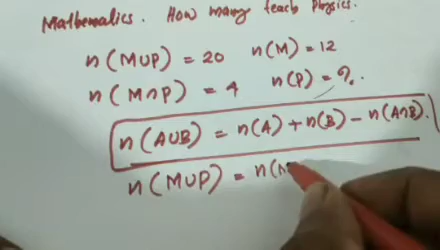 Mathematics. How many teach Physics.
n(M∪P) = 20 n(M) = 12
n(M∩P) = 4 n(P) = ?.
n(A∪B) = n(A) + n(B) - n(A∩B).
n(M∪P) = n(M